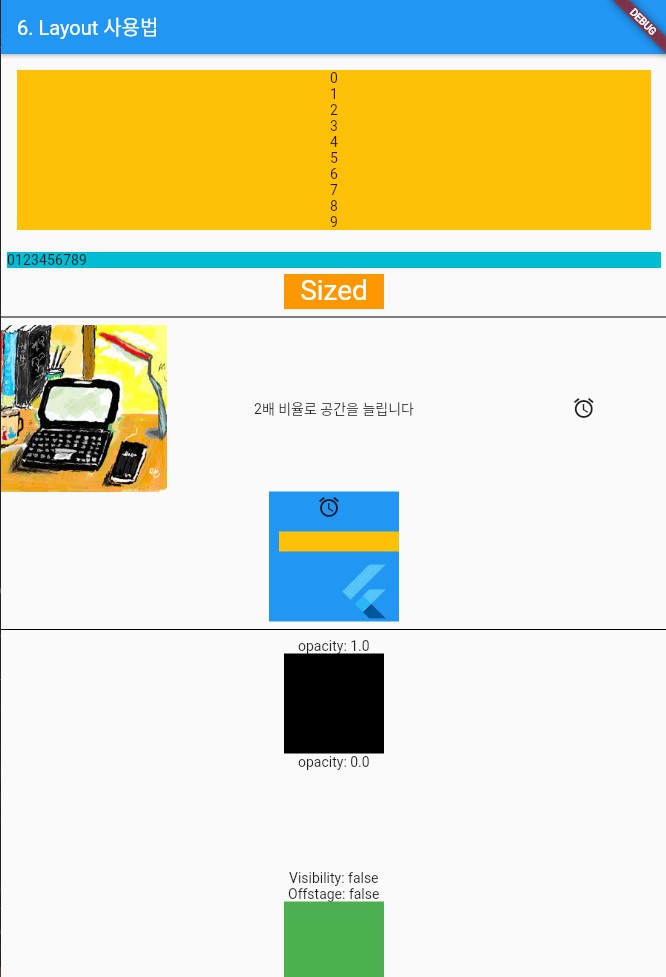 6. Layout 사용법
DEBUG
0
1
2
3
4
5
6
7
8
9
0123456789
Sized
2배 비율로 공간을 늘립니다
opacity: 1.0
opacity: 0.0
Visibility: false
Offstage: false